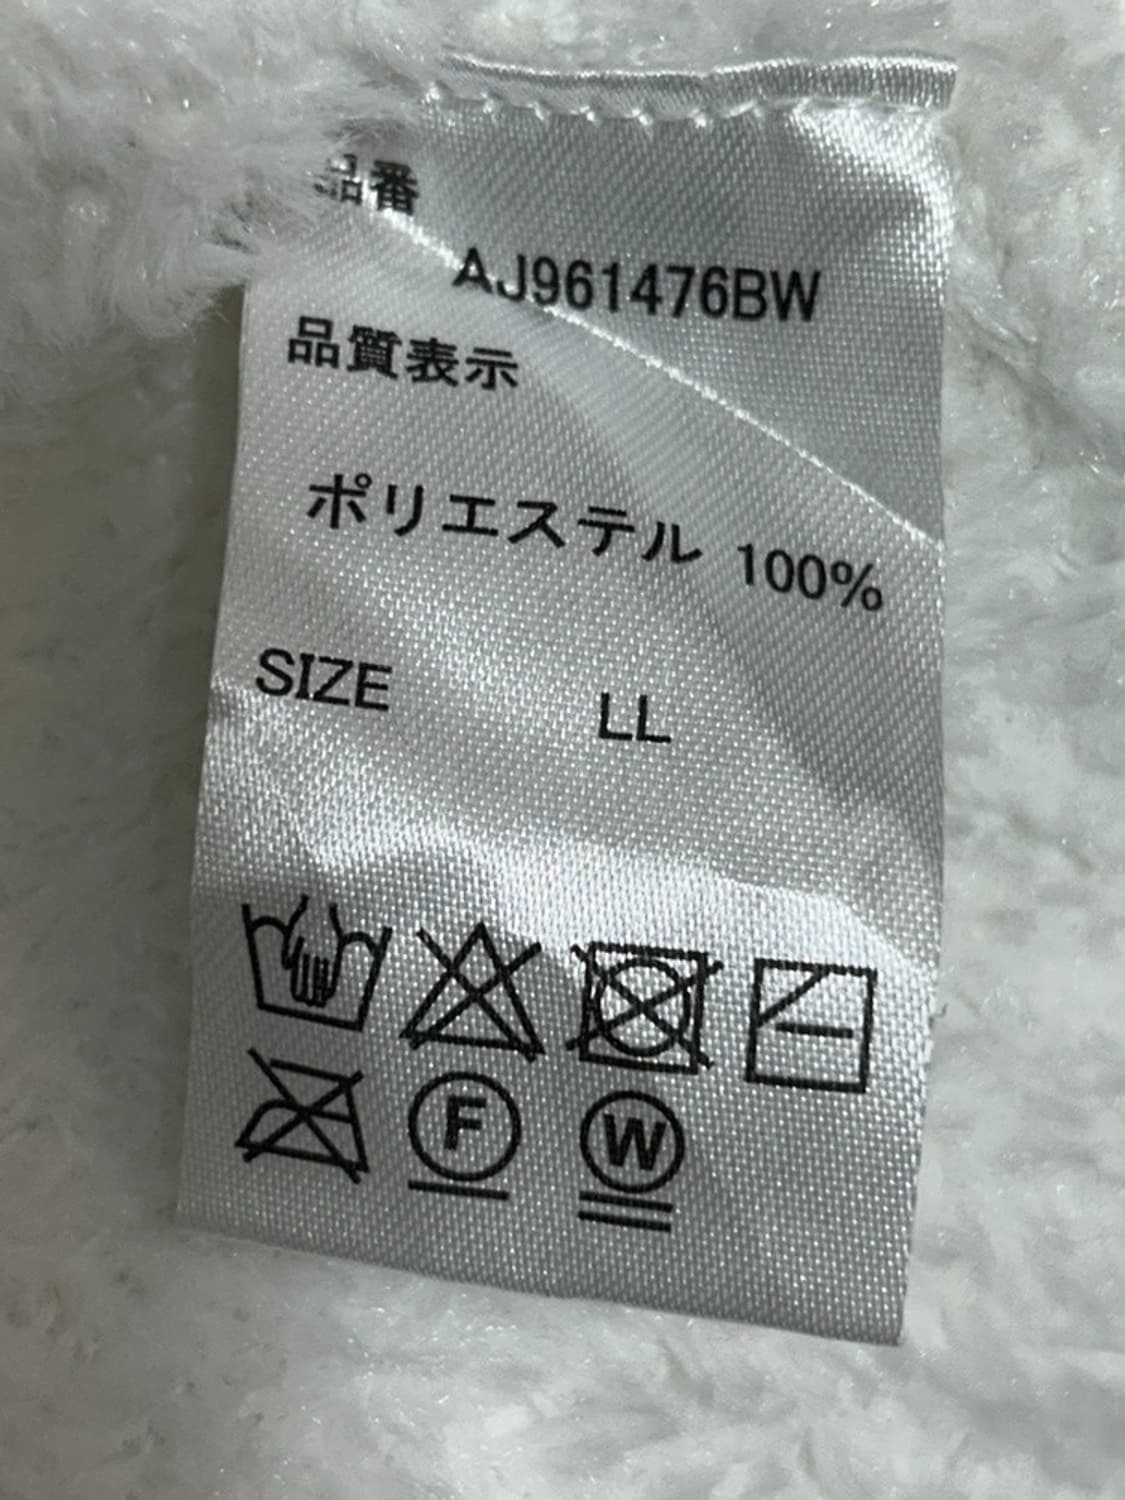 品番
AJ961476BW
品質表示
ポリエステル 100%
SIZE LL
F W